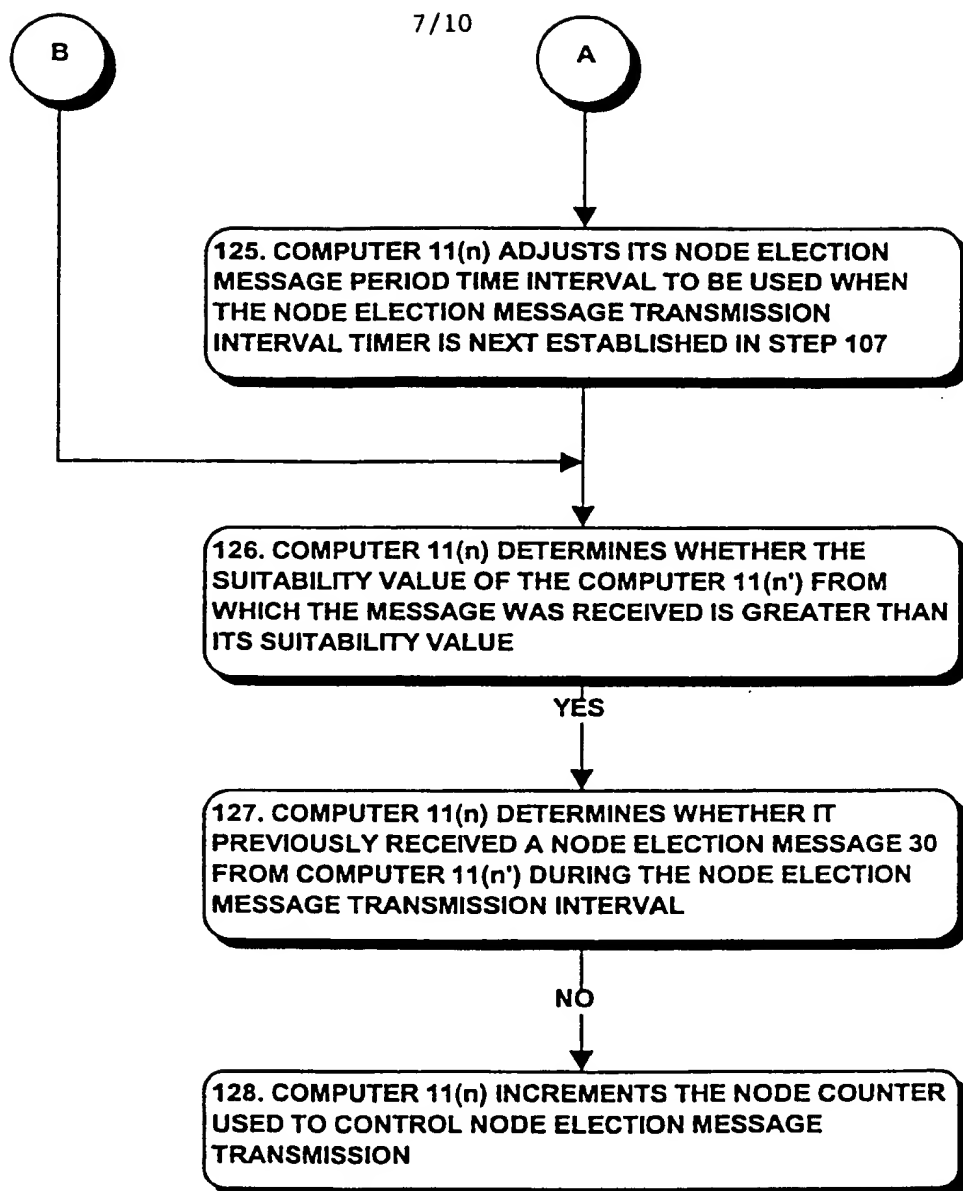 7/10
B
A
125. COMPUTER 11(n) ADJUSTS ITS NODE ELECTION
MESSAGE PERIOD TIME INTERVAL TO BE USED WHEN
THE NODE ELECTION MESSAGE TRANSMISSION
INTERVAL TIMER IS NEXT ESTABLISHED IN STEP 107
126. COMPUTER 11(n) DETERMINES WHETHER THE
SUITABILITY VALUE OF THE COMPUTER 11(n') FROM
WHICH THE MESSAGE WAS RECEIVED IS GREATER THAN
ITS SUITABILITY VALUE
YES
127. COMPUTER 11(n) DETERMINES WHETHER IT
PREVIOUSLY RECEIVED A NODE ELECTION MESSAGE 30
FROM COMPUTER 11(n') DURING THE NODE ELECTION
MESSAGE TRANSMISSION INTERVAL
NO
128. COMPUTER 11(n) INCREMENTS THE NODE COUNTER
USED TO CONTROL NODE ELECTION MESSAGE
TRANSMISSION